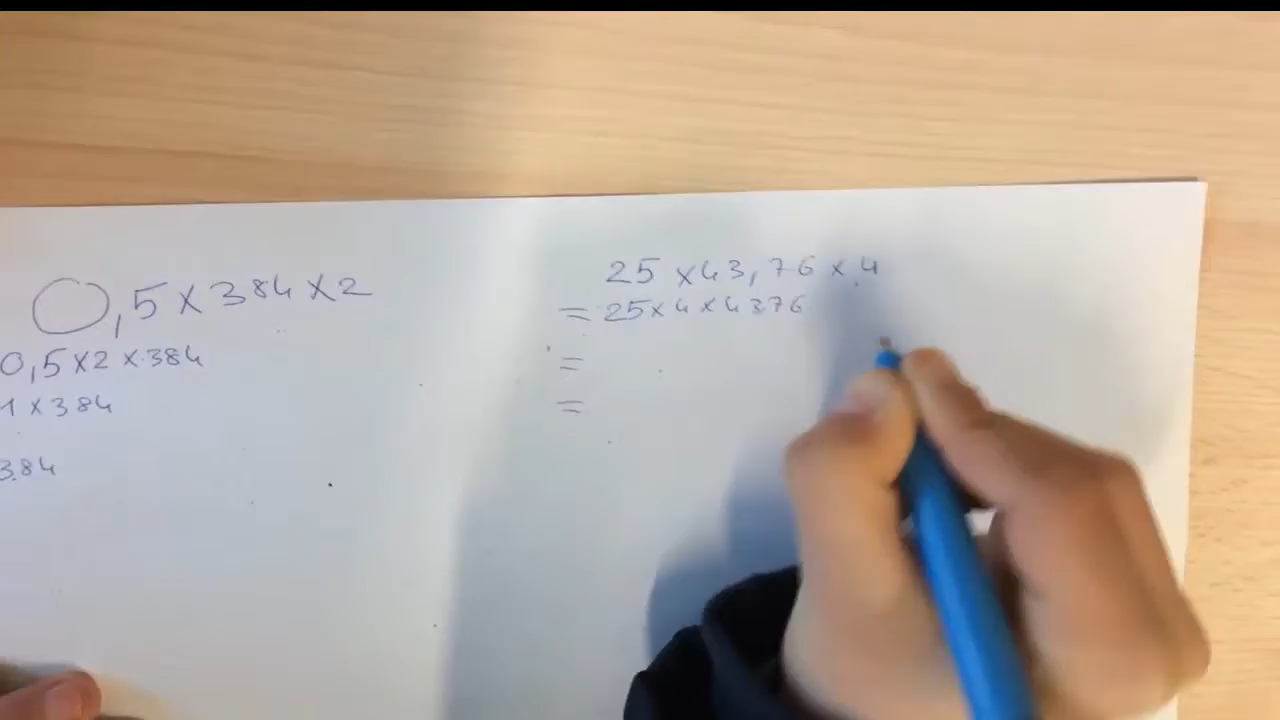 0,5 x 384 x 2
0,5 x 2 x 384
1 x 384
384
25 x 43,76 x 4
= 25 x 4 x 4376
=
=